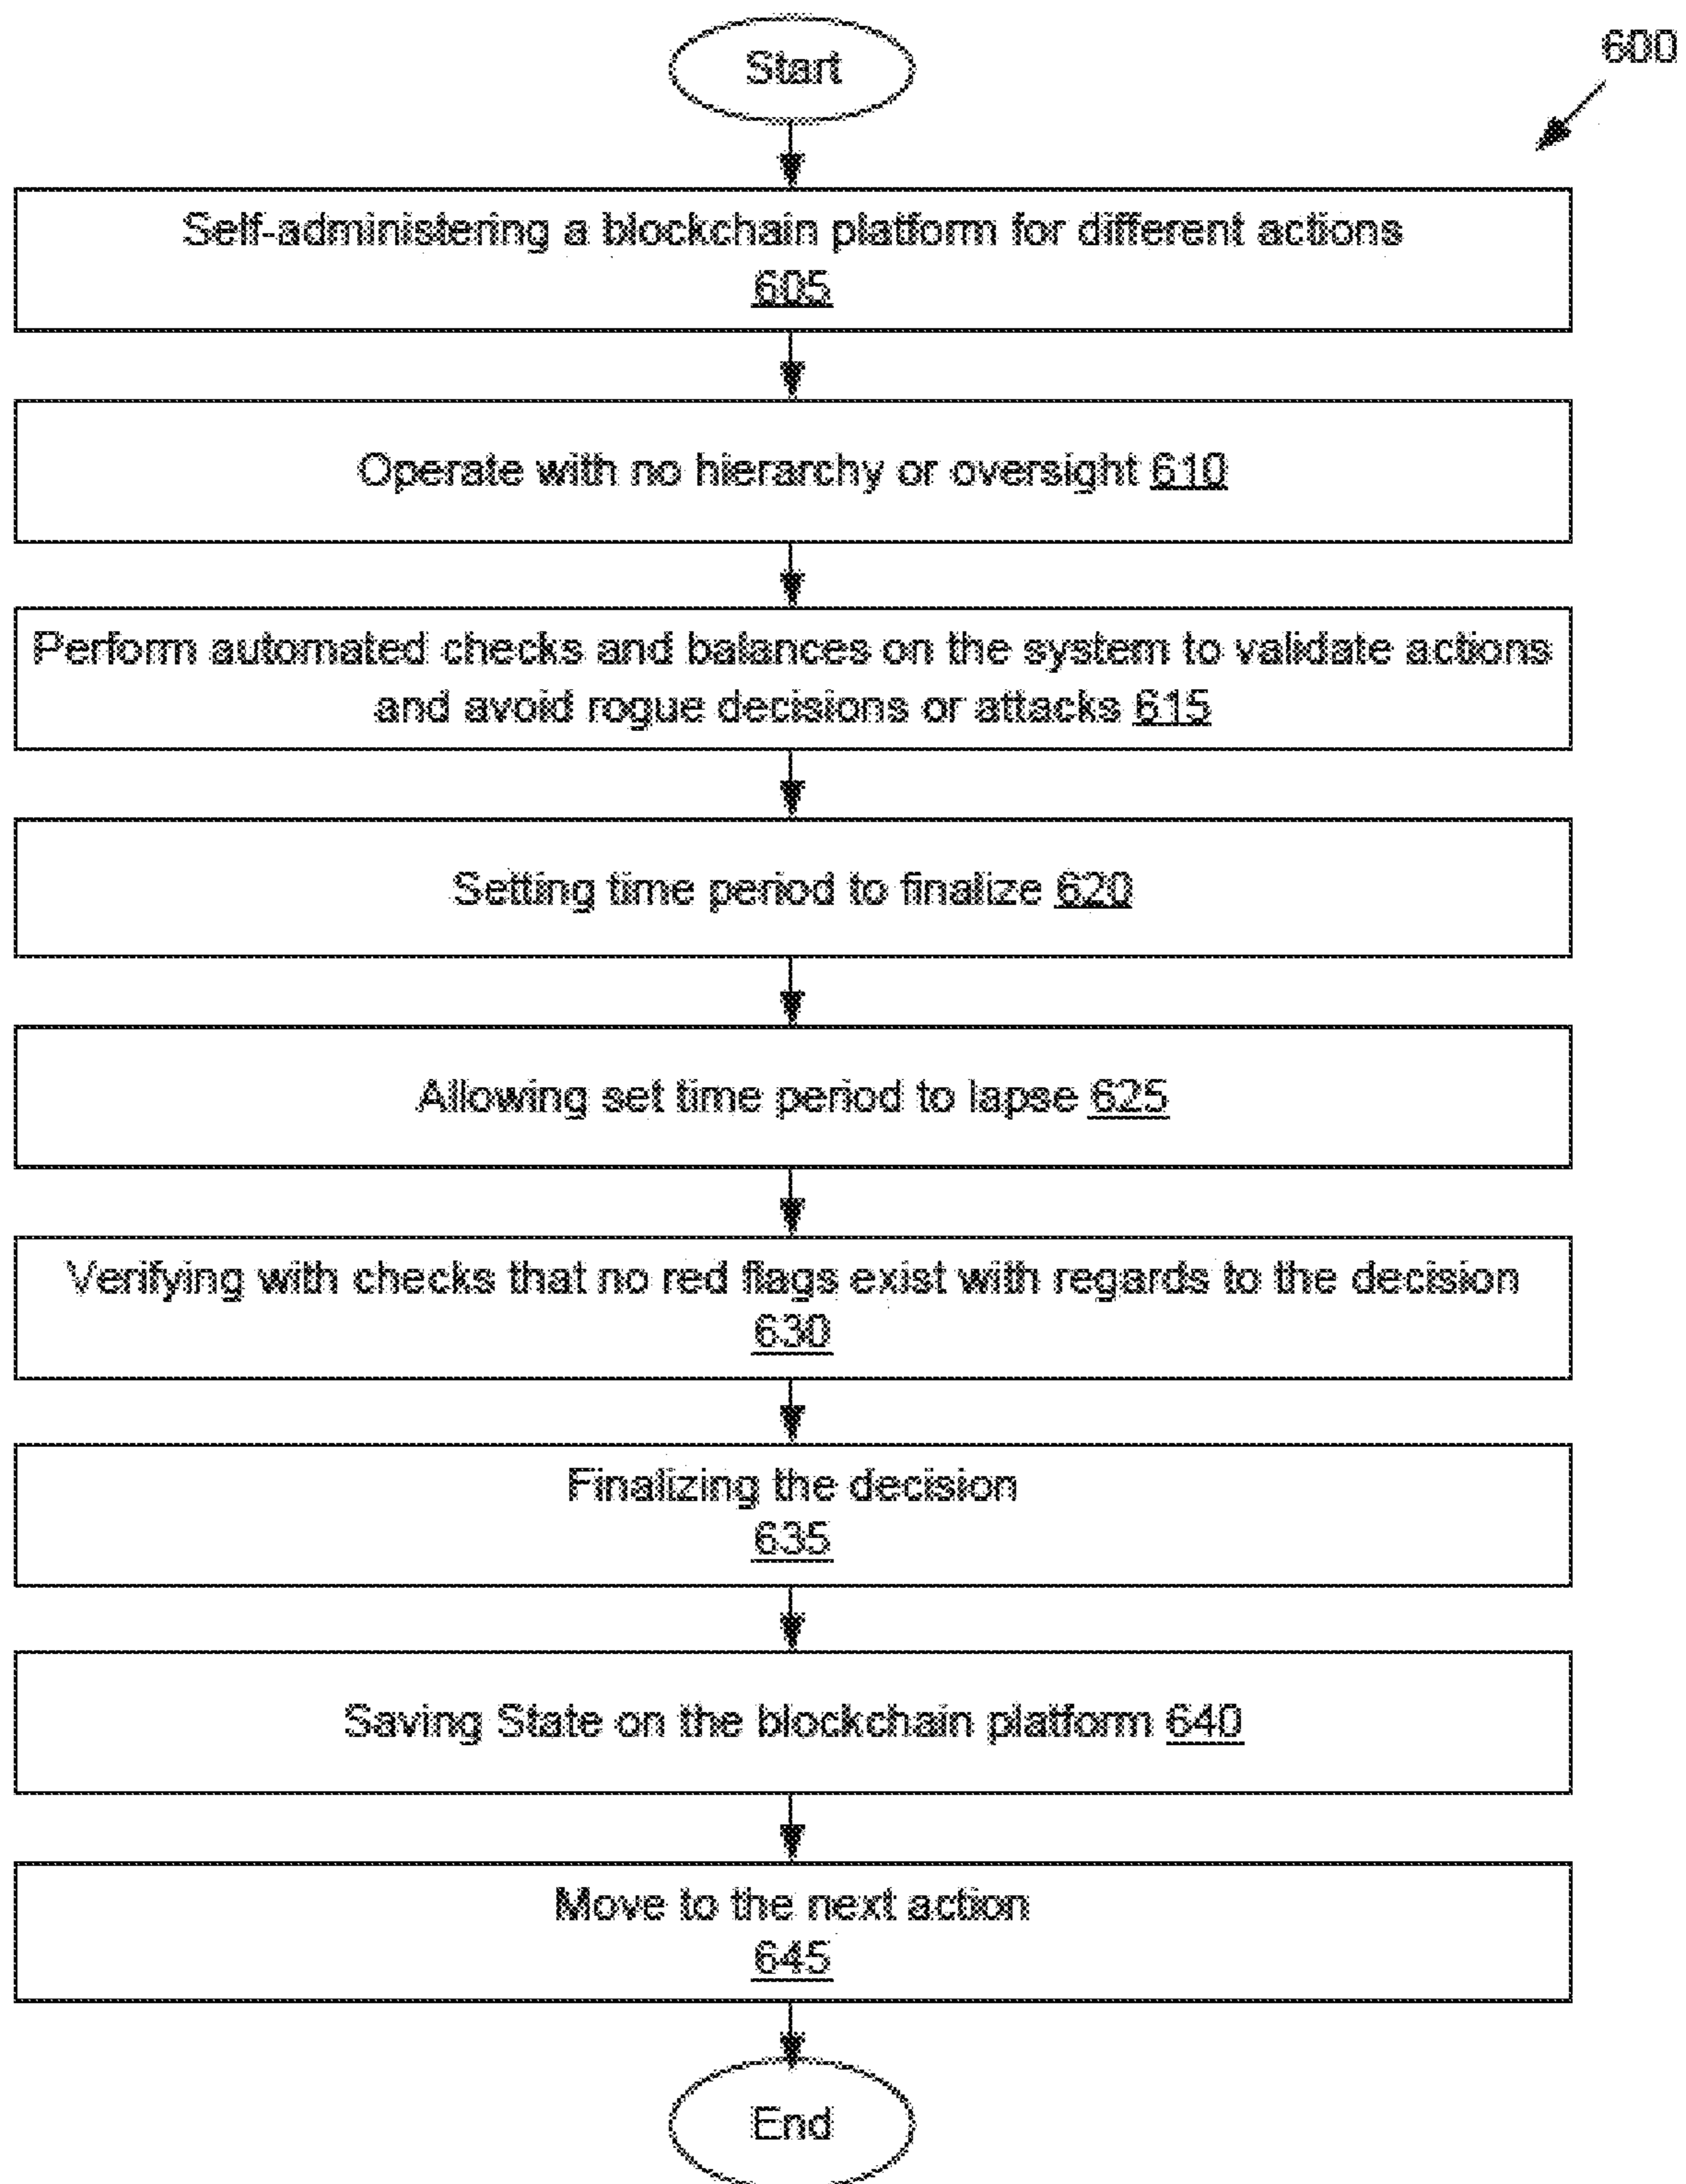 Start
600
Self-administering a blockchain platform for different actions
605
Operate with no hierarchy or oversight 610
Perform automated checks and balances on the system to validate actions
and avoid rogue decisions or attacks 615
Setting time period to finalize 620
Allowing set time period to lapse 625
Verifying with checks that no red flags exist with regards to the decision
630
Finalizing the decision
635
Saving State on the blockchain platform 640
Move to the next action
645
End